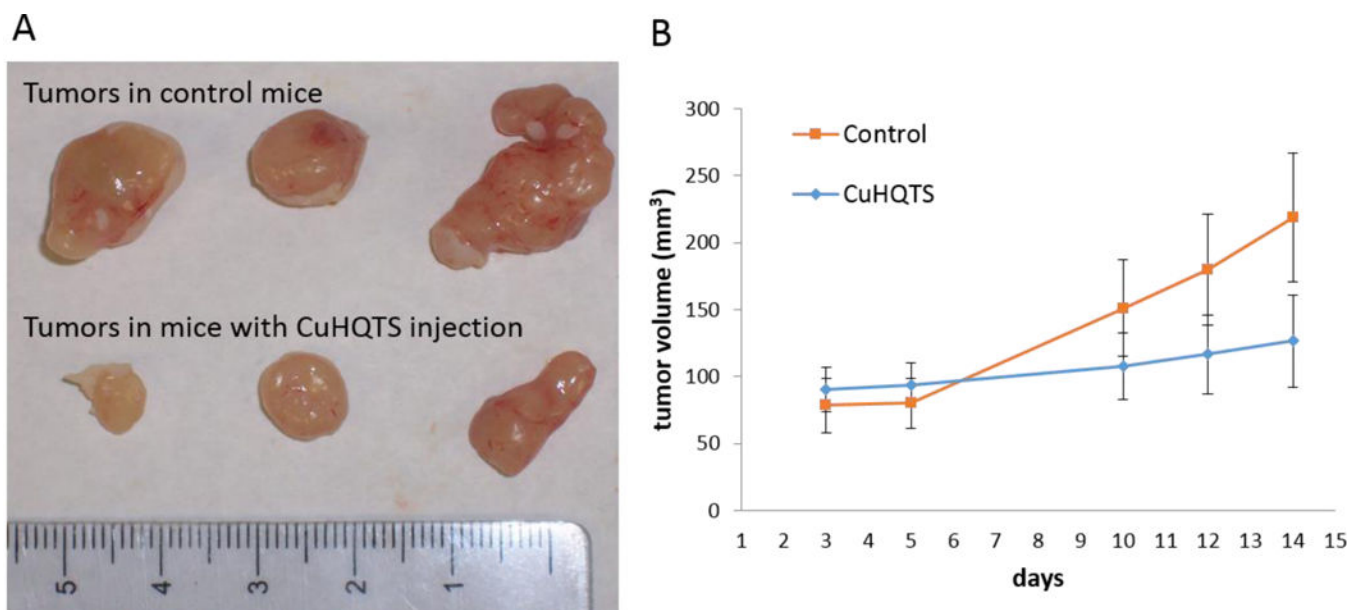 A
Tumors in control mice
Tumors in mice with CuHQTS injection
5 4 3 2 1
B
300
250
200
150
100
50
0
tumor volume (mm³)
Control
CuHQTS
1 2 3 4 5 6 7 8 9 10 11 12 13 14 15
days